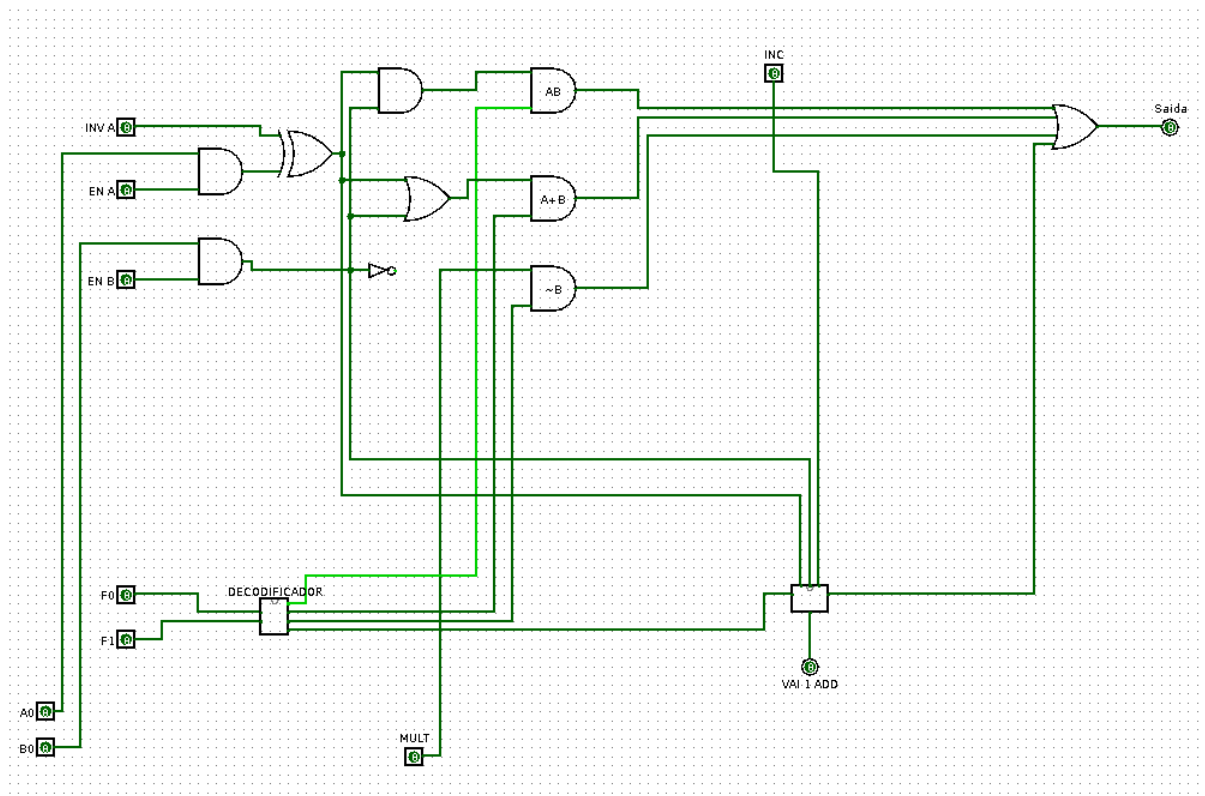 INC
Saida
AB
INV A
EN A
A+B
EN B
~B
DECODIFICADOR
F0
F1
VAI 1 ADD
A0
B0
MULT